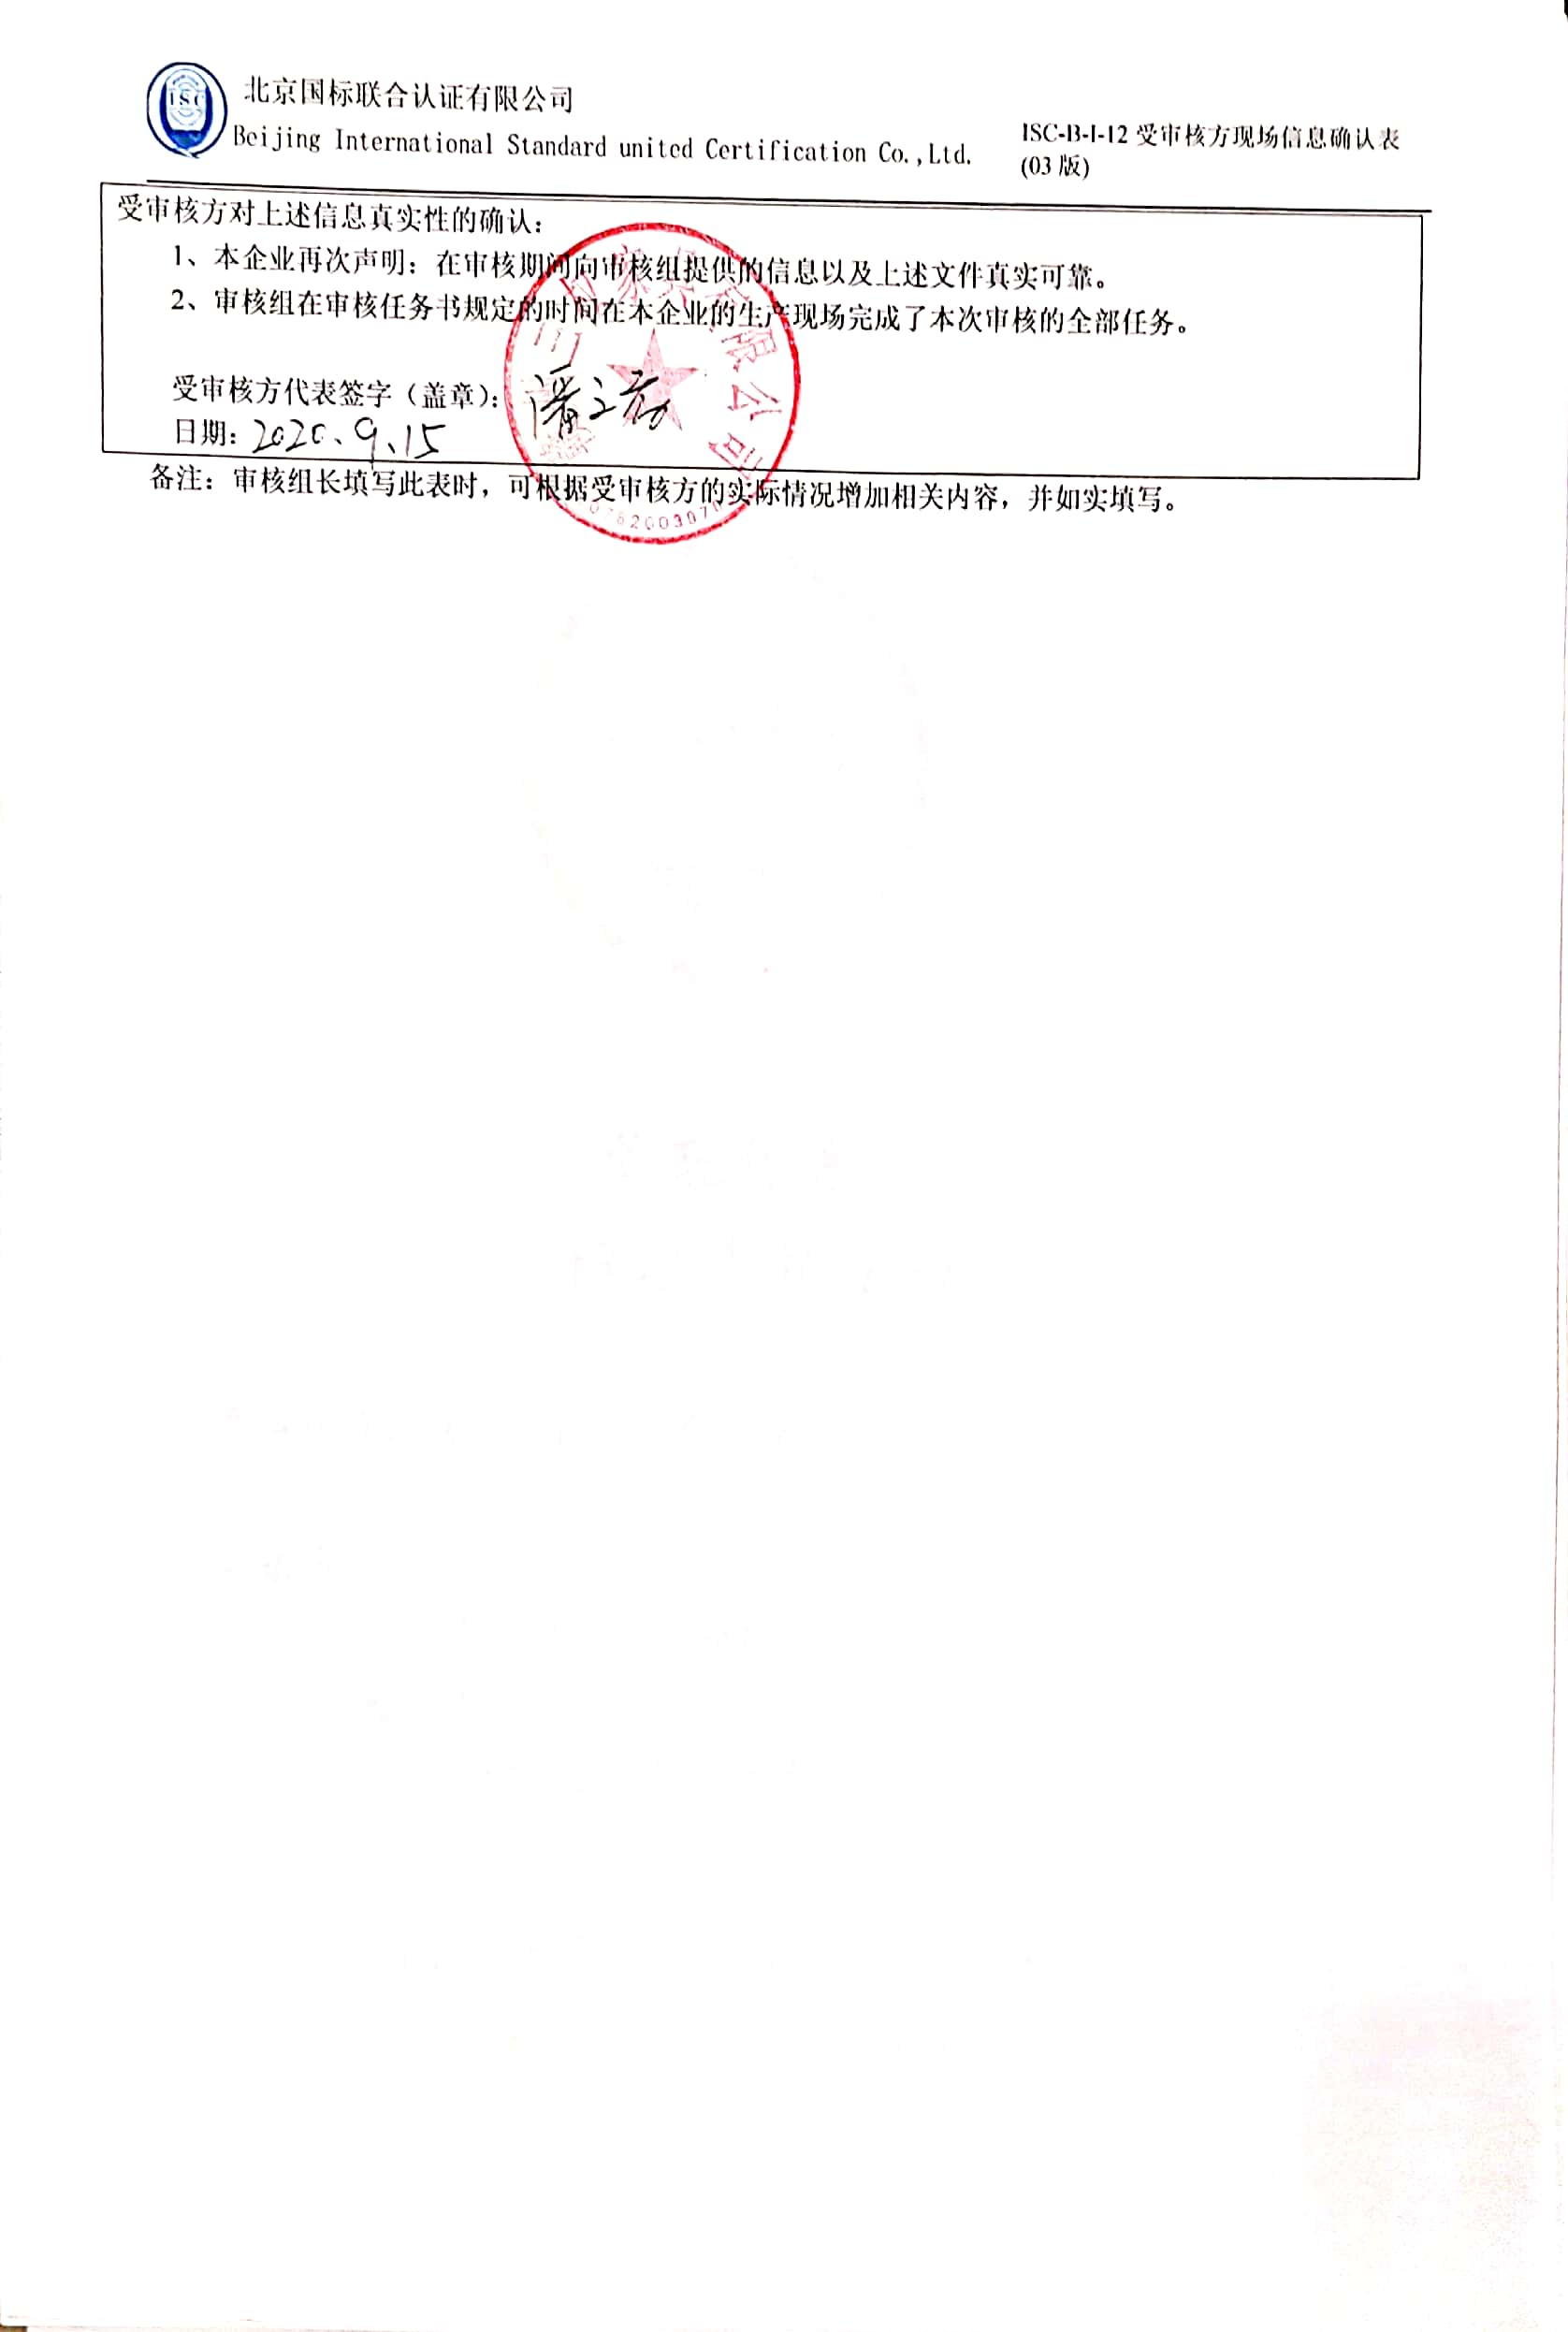 ISC
北京国标联合认证有限公司
Beijing International Standard united Certification Co.,Ltd.
ISC-B-I-12 受审核方现场信息确认表
(03 版)
受审核方对上述信息真实性的确认：
1、本企业再次声明：在审核期间向审核组提供的信息以及上述文件真实可靠。
2、审核组在审核任务书规定的时间在本企业的生产现场完成了本次审核的全部任务。
受审核方代表签字（盖章）：潘
日期：2020、9、15
家具有限公司
备注：审核组长填写此表时，可根据受审核方的实际情况增加相关内容，并如实填写。